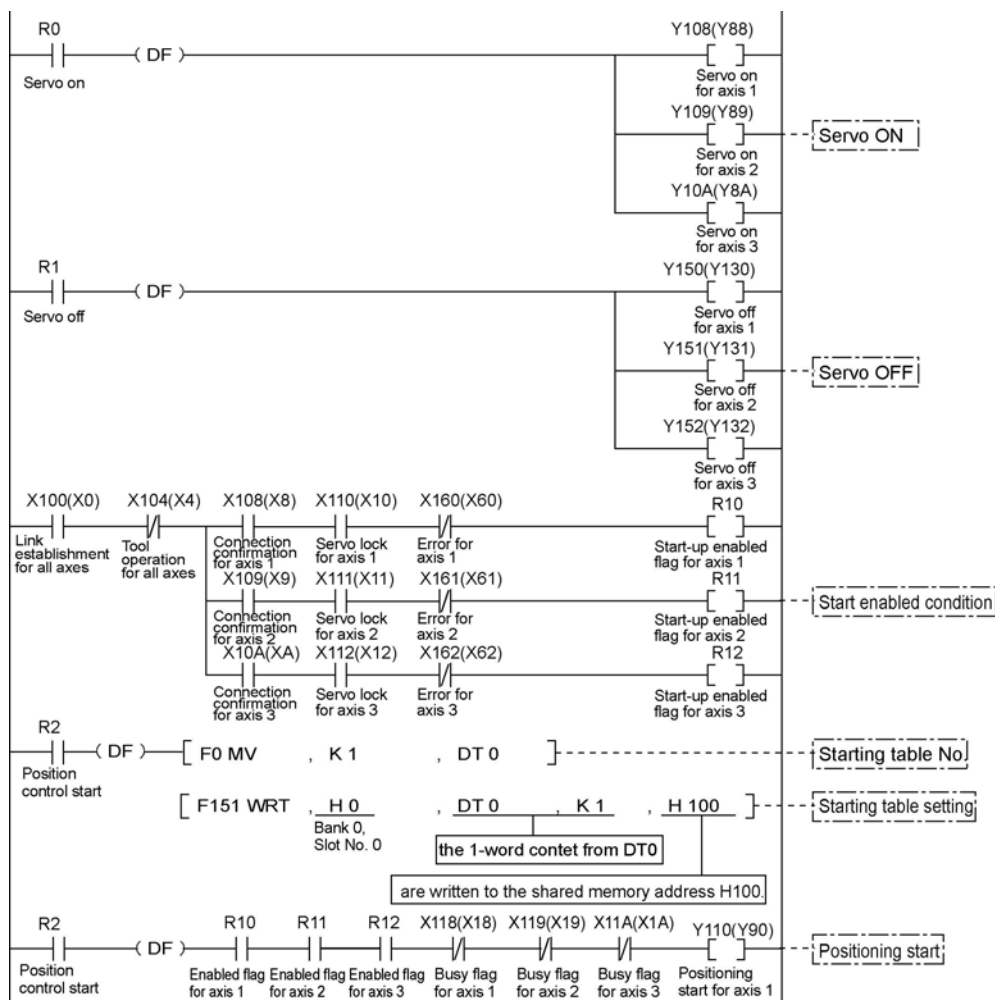 R0
Y108(Y88)
( DF )
Servo on
Servo on
for axis 1
Y109(Y89)
Servo ON
Servo on
for axis 2
Y10A(Y8A)
Servo on
for axis 3
R1
Y150(Y130)
( DF )
Servo off
Servo off
for axis 1
Y151(Y131)
Servo OFF
Servo off
for axis 2
Y152(Y132)
Servo off
for axis 3
X100(X0) X104(X4) X108(X8) X110(X10) X160(X60) R10
Link
establishment
for all axes
Tool
operation
for all axes
Connection
confirmation
for axis 1
Servo lock
for axis 1
Error for
axis 1
Start-up enabled
flag for axis 1
X109(X9) X111(X11) X161(X61) R11
Start enabled condition
Connection
confirmation
for axis 2
Servo lock
for axis 2
Error for
axis 2
Start-up enabled
flag for axis 2
X10A(XA) X112(X12) X162(X62) R12
Connection
confirmation
for axis 3
Servo lock
for axis 3
Error for
axis 3
Start-up enabled
flag for axis 3
R2
( DF ) [ F0 MV , K 1 , DT 0 ] Starting table No.
Position
control start
[ F151 WRT , H 0 , DT 0 , K 1 , H 100 ] Starting table setting
Bank 0,
Slot No. 0
the 1-word contet from DT0
are written to the shared memory address H100.
R2 R10 R11 R12 X118(X18) X119(X19) X11A(X1A) Y110(Y90)
( DF ) Positioning start
Position
control start
Enabled flag
for axis 1
Enabled flag
for axis 2
Enabled flag
for axis 3
Busy flag
for axis 1
Busy flag
for axis 2
Busy flag
for axis 3
Positioning
start for axis 1